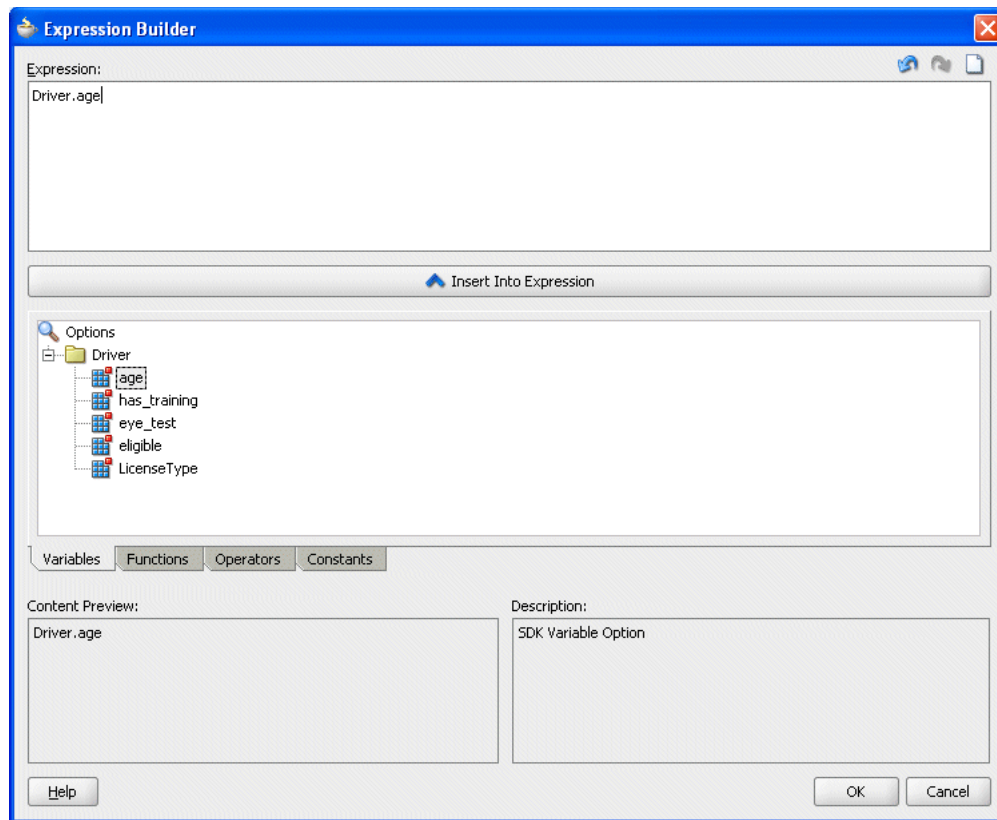 Expression Builder
Expression:
Driver.age
Insert Into Expression
Options
Driver
age
has_training
eye_test
eligible
LicenseType
Variables Functions Operators Constants
Content Preview: Description:
Driver.age SDK Variable Option
Help OK Cancel